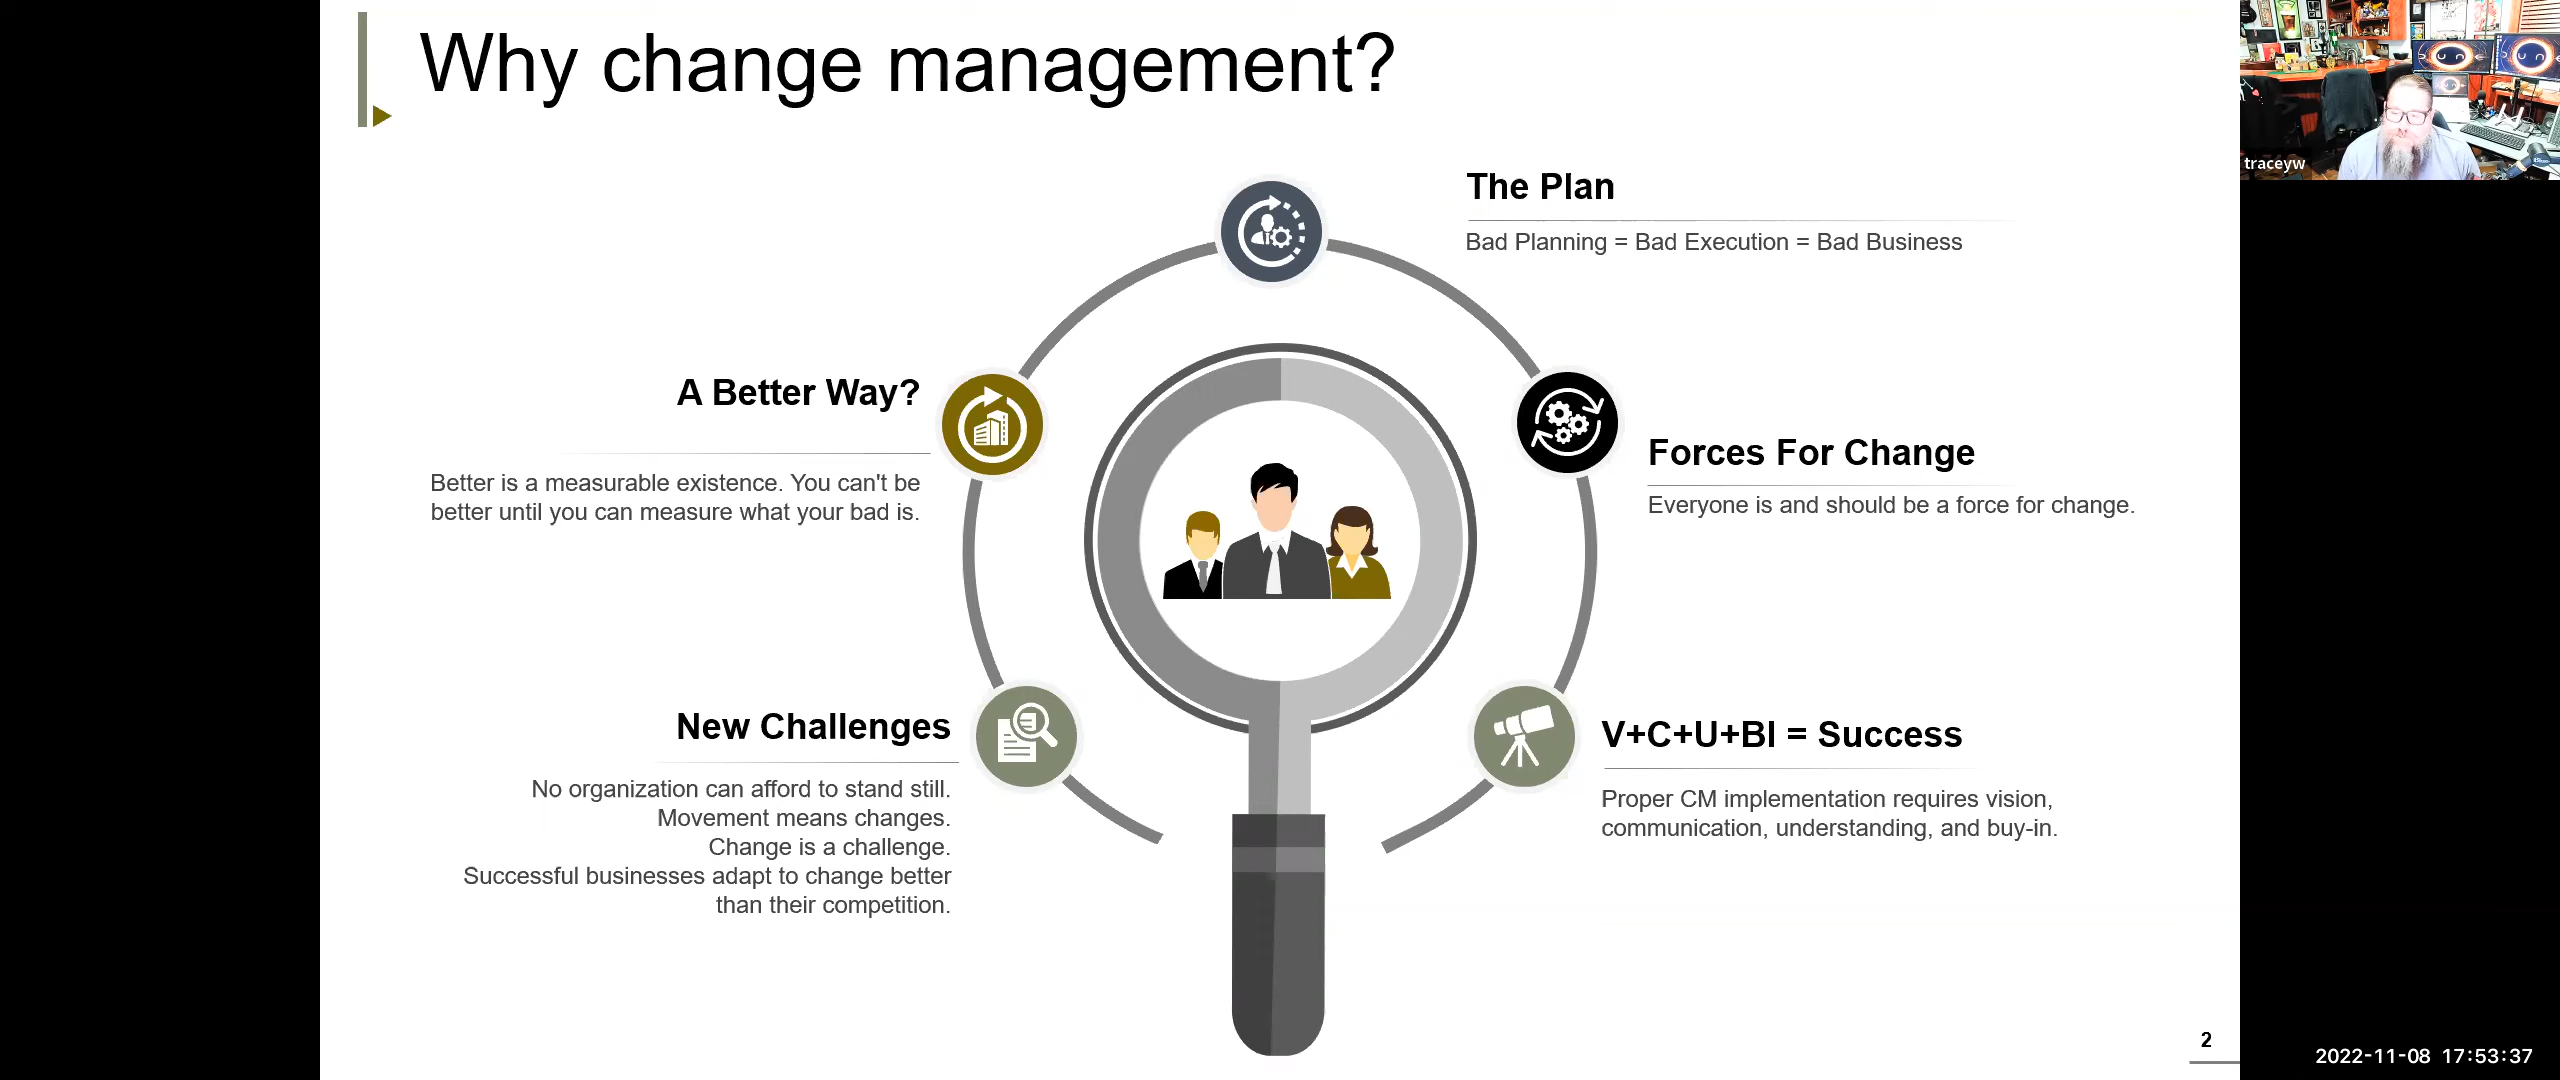 Why change management?
traceyw
The Plan
Bad Planning = Bad Execution = Bad Business
A Better Way?
Better is a measurable existence. You can't be
better until you can measure what your bad is.
Forces For Change
Everyone is and should be a force for change.
New Challenges
No organization can afford to stand still.
Movement means changes.
Change is a challenge.
Successful businesses adapt to change better
than their competition.
V+C+U+BI = Success
Proper CM implementation requires vision,
communication, understanding, and buy-in.
2
2022-11-08 17:53:37